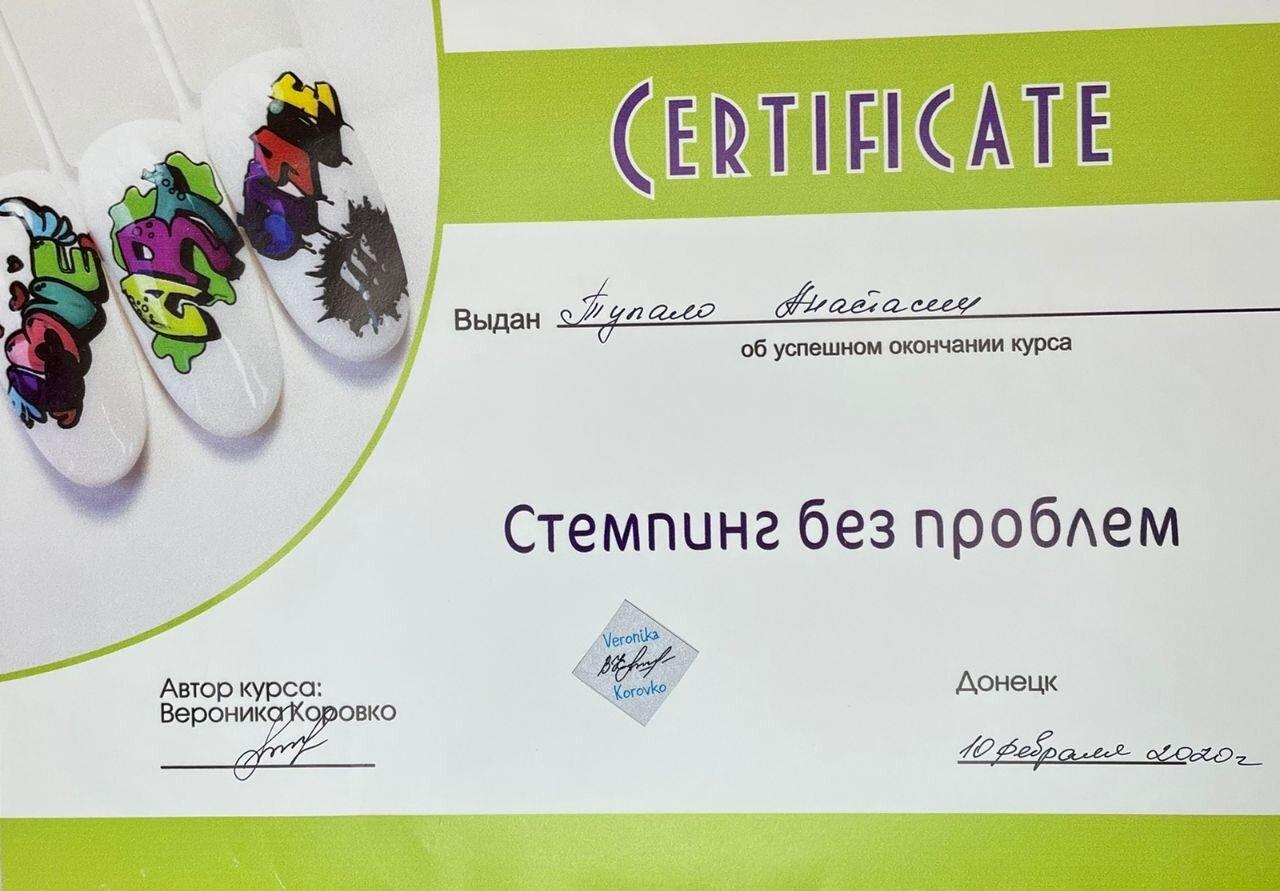 CERTIFICATE
Выдан Тупало Анастасии
об успешном окончании курса
Стемпинг без проблем
Veronika
Korovko
Автор курса:
Вероника Коровко
Донецк
10 февраля 2020г